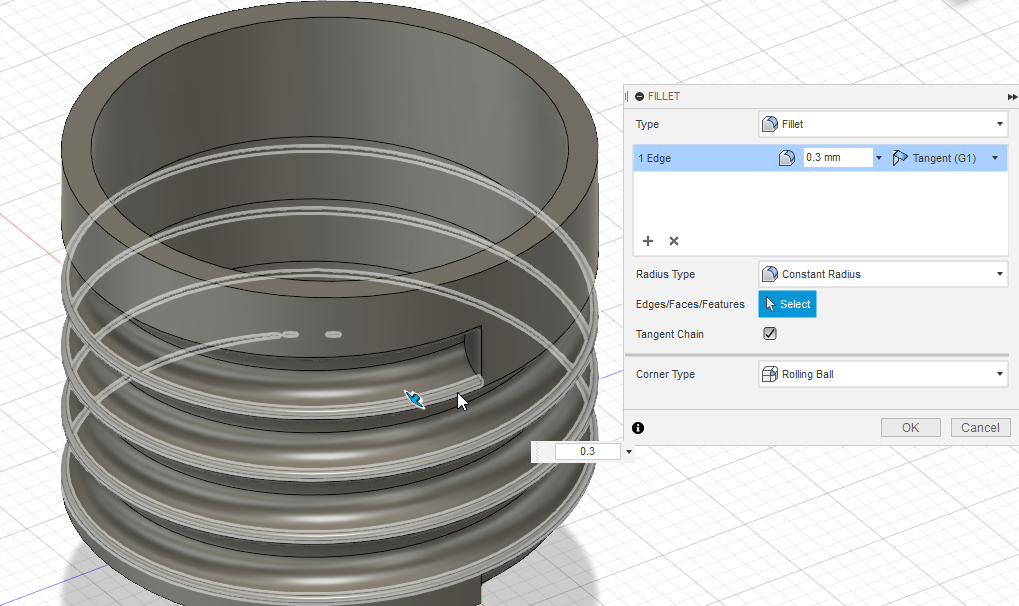 FILLET
Type Fillet
1 Edge 0.3 mm Tangent (G1)
Radius Type Constant Radius
Edges/Faces/Features Select
Tangent Chain
Corner Type Rolling Ball
OK Cancel
0.3